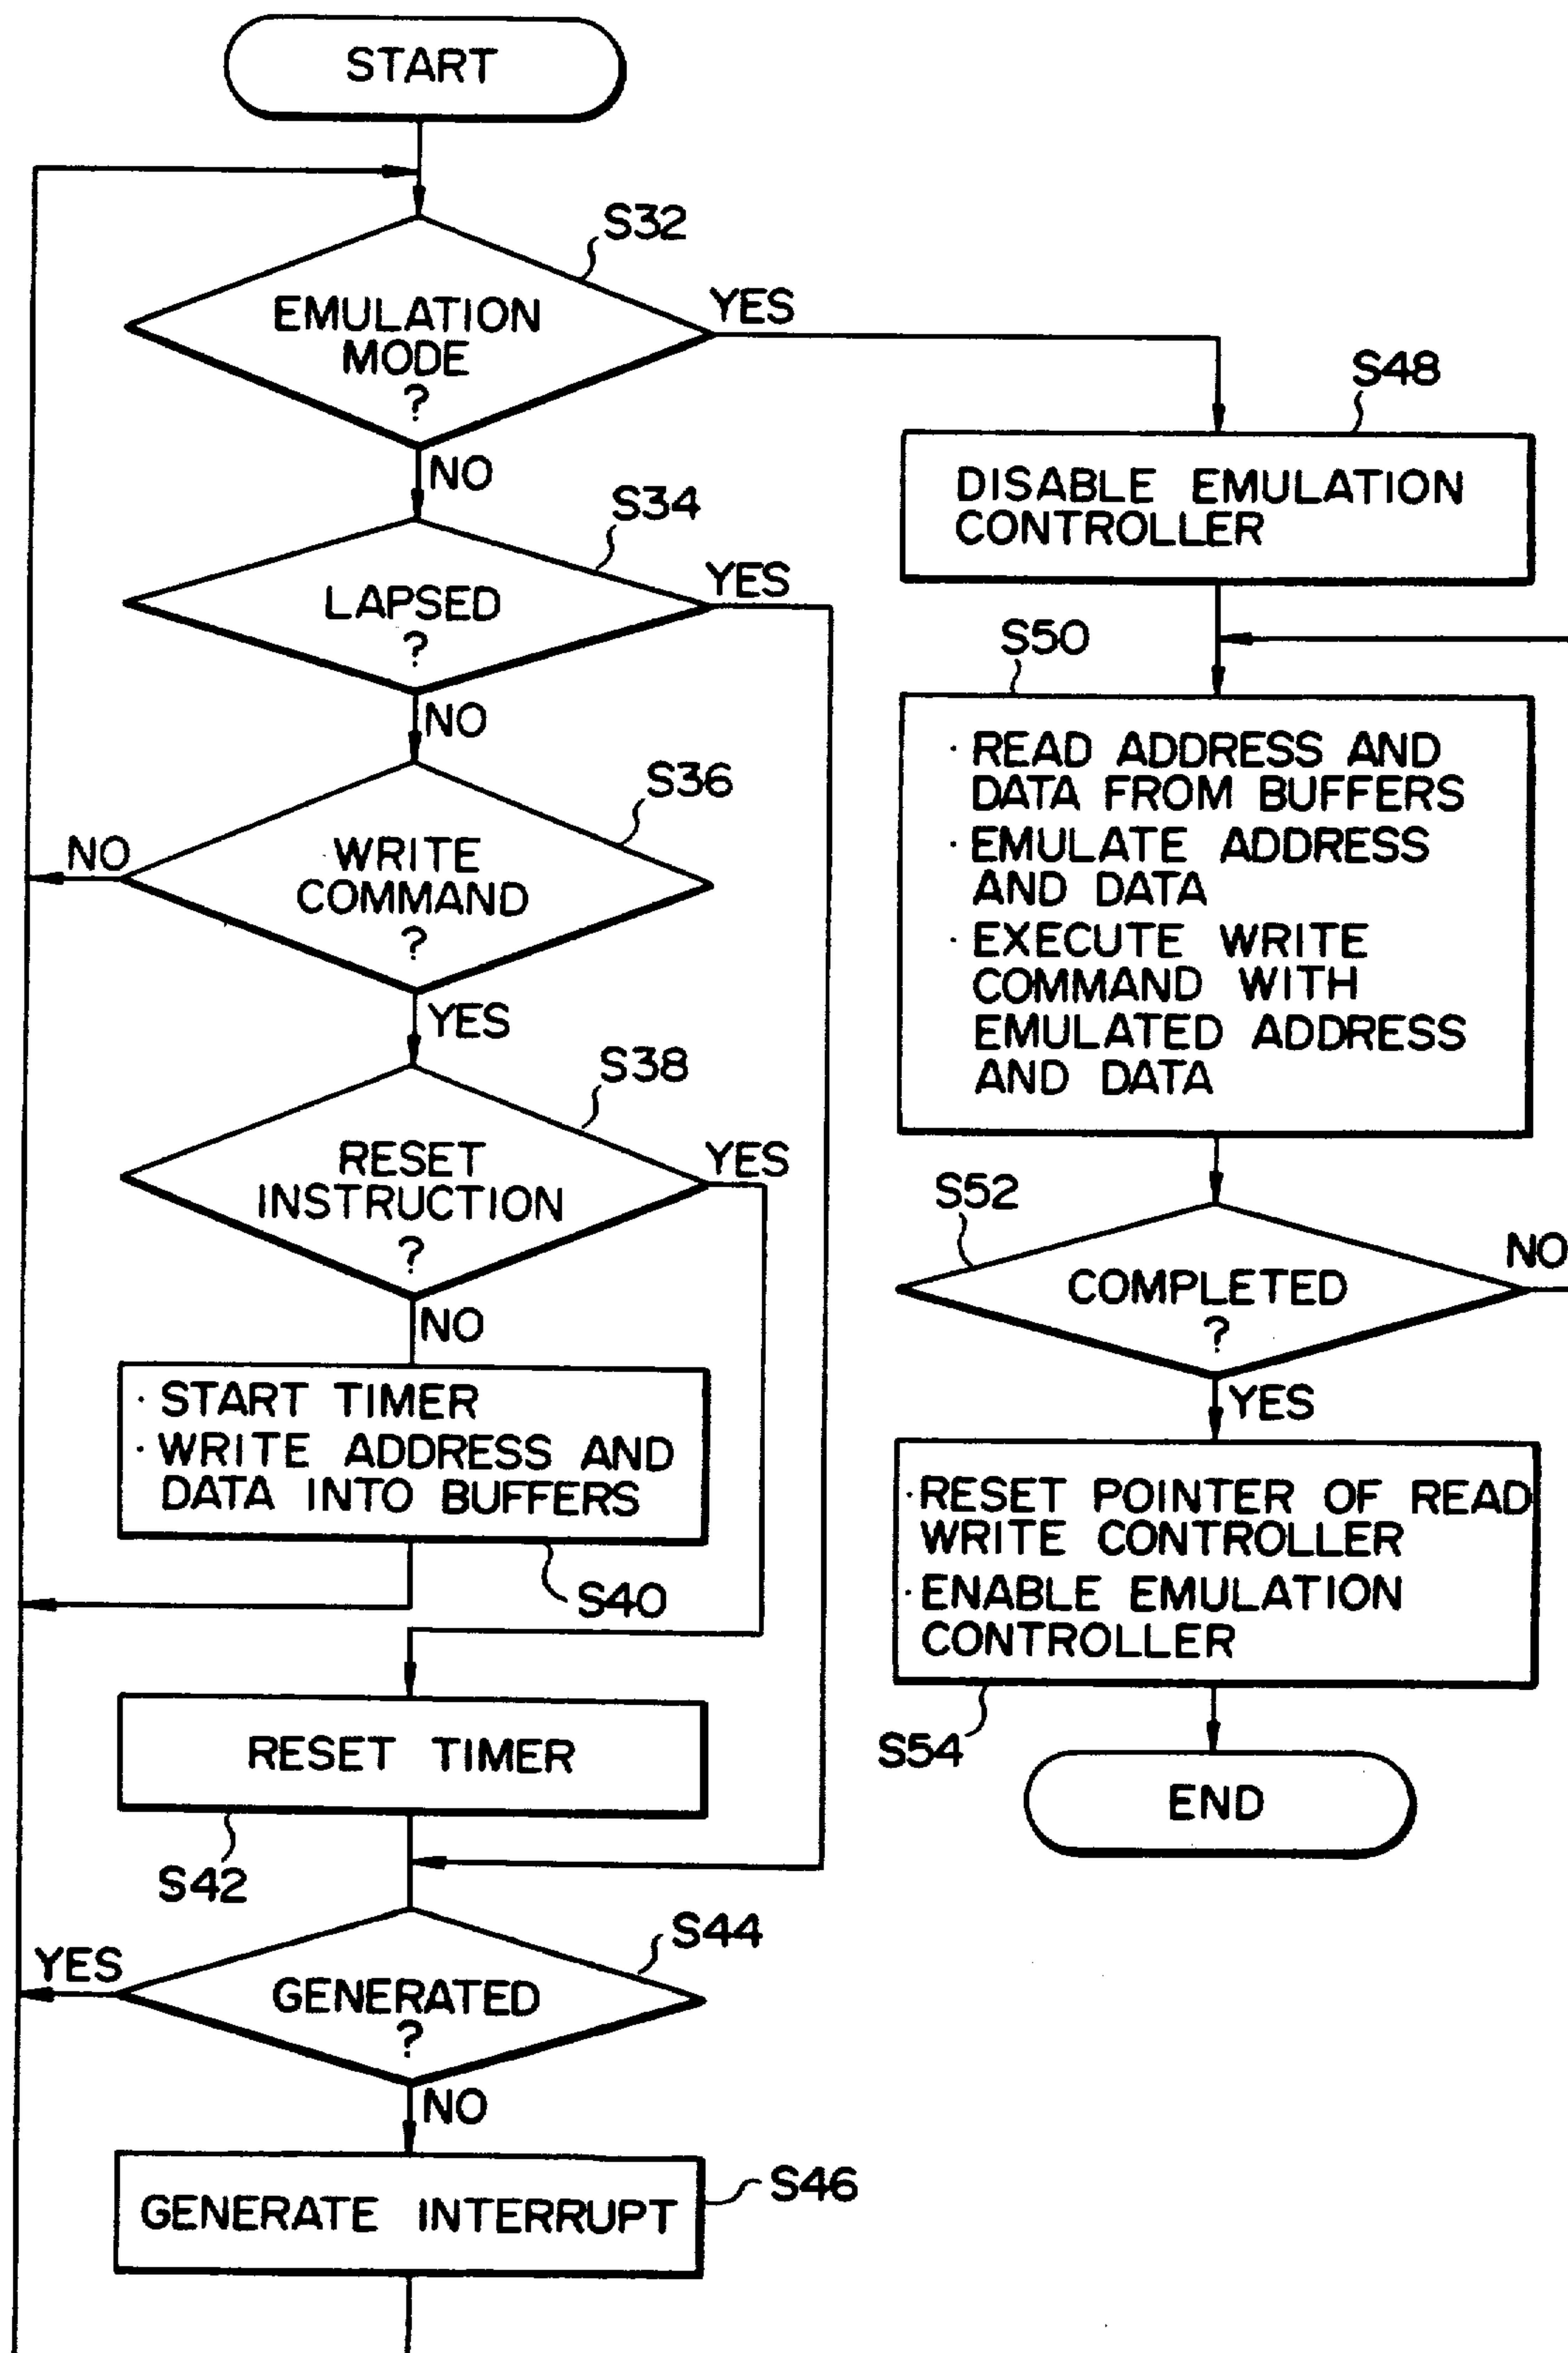 START
S32
EMULATION
MODE
?
YES
NO
S34
LAPSED
?
YES
NO
S36
WRITE
COMMAND
?
NO
YES
S38
RESET
INSTRUCTION
?
YES
NO
· START TIMER
· WRITE ADDRESS AND
DATA INTO BUFFERS
S40
RESET TIMER
S42
S44
GENERATED
?
YES
NO
GENERATE INTERRUPT
S46
S48
DISABLE EMULATION
CONTROLLER
S50
· READ ADDRESS AND
DATA FROM BUFFERS
· EMULATE ADDRESS
AND DATA
· EXECUTE WRITE
COMMAND WITH
EMULATED ADDRESS
AND DATA
S52
COMPLETED
?
NO
YES
· RESET POINTER OF READ
WRITE CONTROLLER
· ENABLE EMULATION
CONTROLLER
S54
END